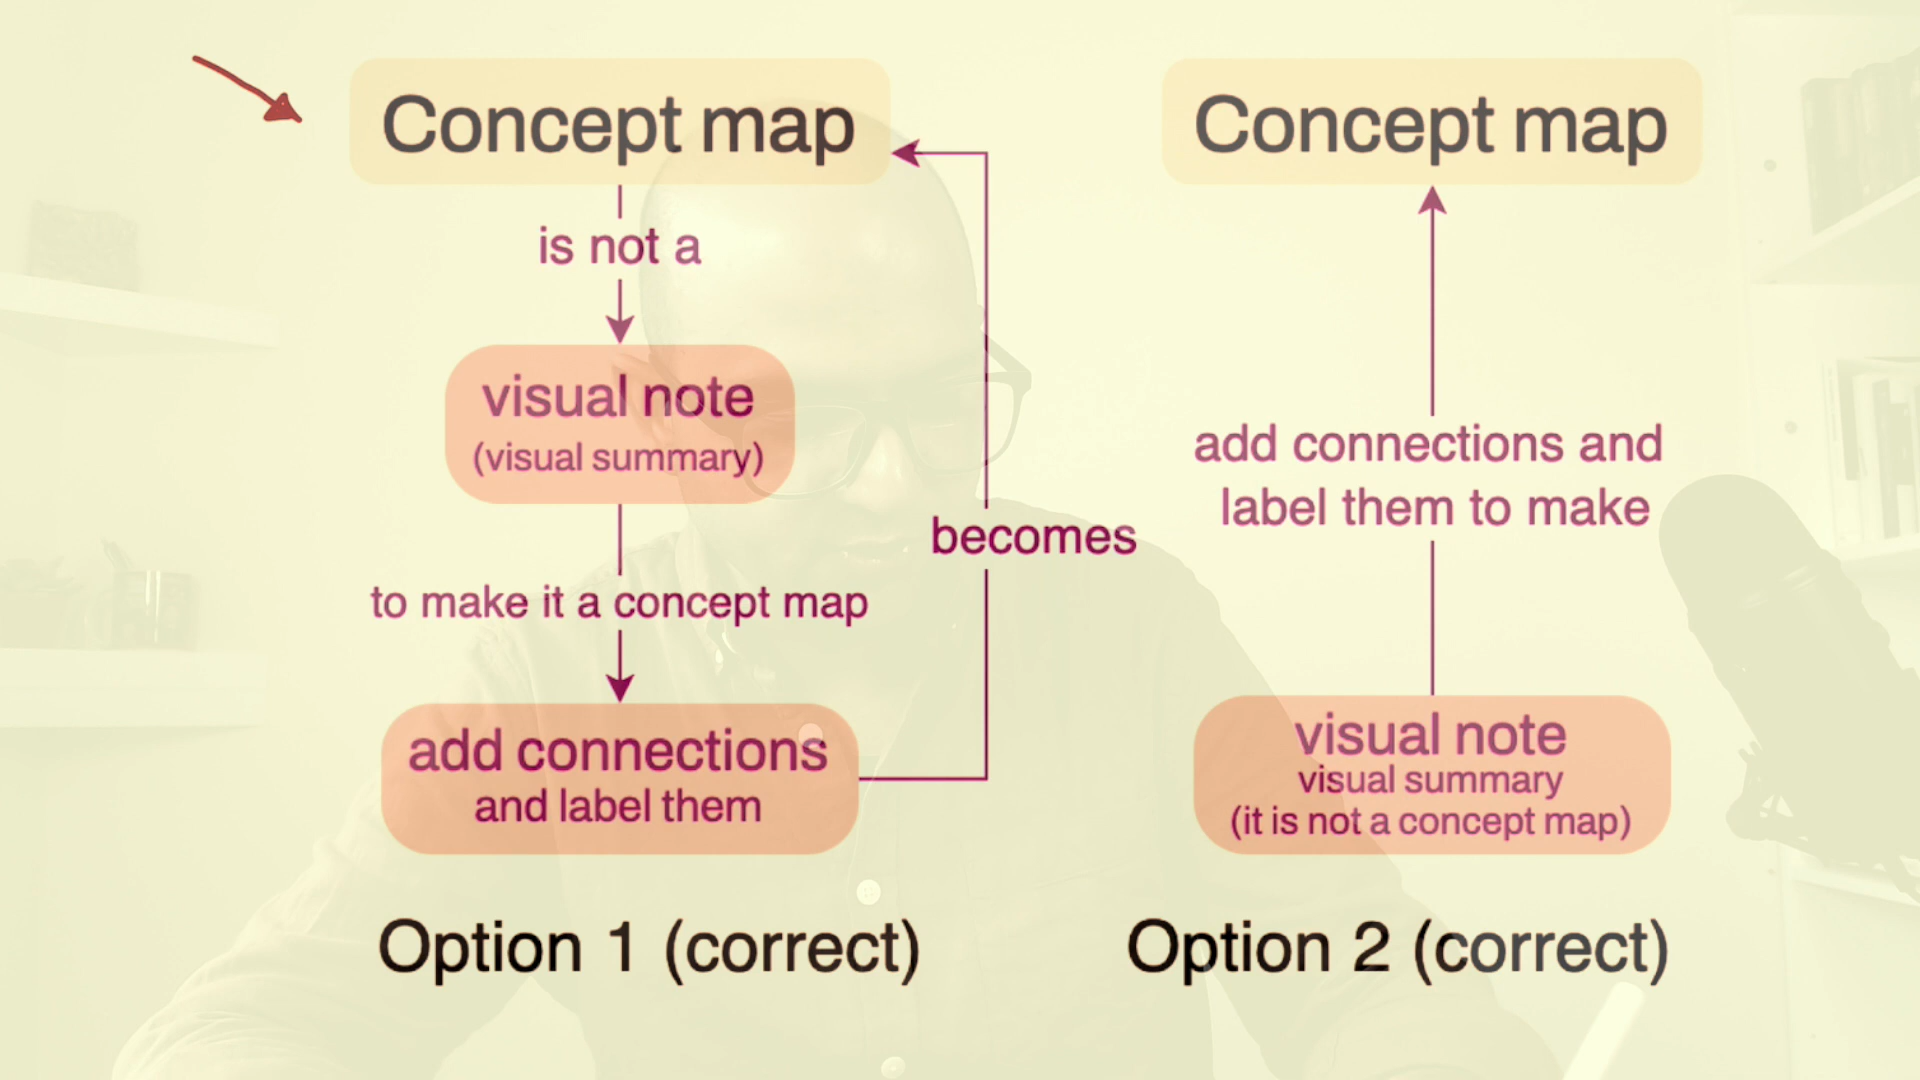 Concept map
is not a
visual note
(visual summary)
to make it a concept map
add connections
and label them
becomes
Option 1 (correct)
Concept map
add connections and
label them to make
visual note
visual summary
(it is not a concept map)
Option 2 (correct)